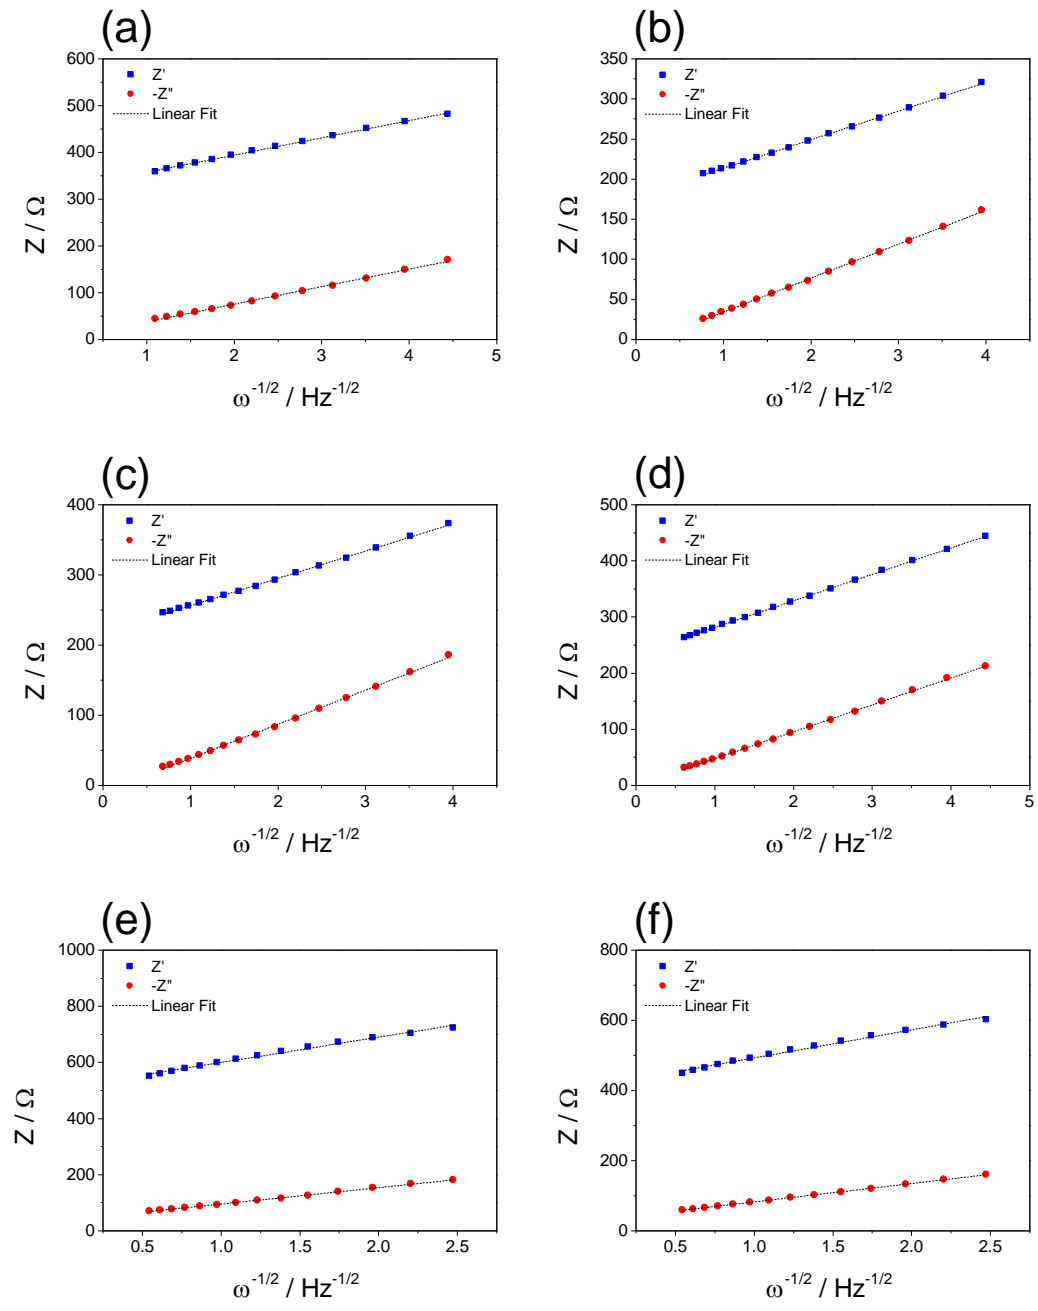 (a)
600
500
400
300
200
100
0
Z'
-Z"
Linear Fit
Z / Ω
1 2 3 4 5
ω-1/2 / Hz-1/2
(b)
350
300
250
200
150
100
50
0
Z'
-Z"
Linear Fit
Z / Ω
0 1 2 3 4
ω-1/2 / Hz-1/2
(c)
400
300
200
100
0
Z'
-Z"
Linear Fit
Z / Ω
0 1 2 3 4
ω-1/2 / Hz-1/2
(d)
500
400
300
200
100
0
Z'
-Z"
Linear Fit
Z / Ω
0 1 2 3 4 5
ω-1/2 / Hz-1/2
(e)
1000
800
600
400
200
0
Z'
-Z"
Linear Fit
Z / Ω
0.5 1.0 1.5 2.0 2.5
ω-1/2 / Hz-1/2
(f)
800
600
400
200
0
Z'
-Z"
Linear Fit
Z / Ω
0.5 1.0 1.5 2.0 2.5
ω-1/2 / Hz-1/2